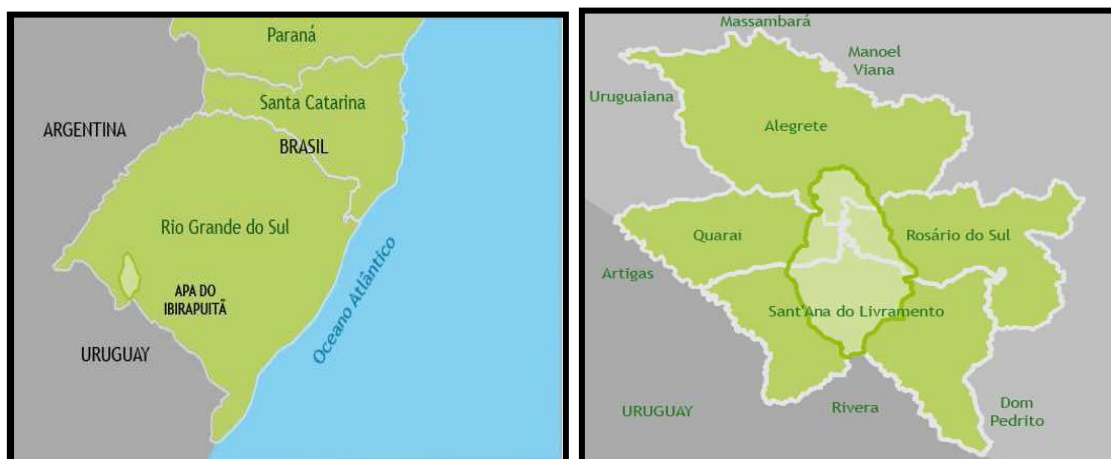 Paraná
Santa Catarina
ARGENTINA
BRASIL
Rio Grande do Sul
APA DO
IBIRAPUITÃ
URUGUAY
Oceano Atlântico
Massambará
Manoel
Viana
Uruguaiana
Alegrete
Quarai
Rosário do Sul
Artigas
Sant'Ana do Livramento
URUGUAY
Rivera
Dom
Pedrito